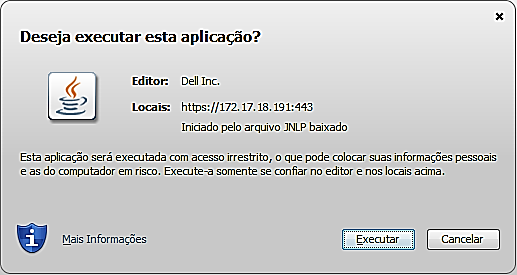 Deseja executar esta aplicação?
Editor: Dell Inc.
Locais: https://172.17.18.191:443
Iniciado pelo arquivo JNLP baixado
Esta aplicação será executada com acesso irrestrito, o que pode colocar suas informações pessoais
e as do computador em risco. Execute-a somente se confiar no editor e nos locais acima.
Mais Informações
Executar
Cancelar